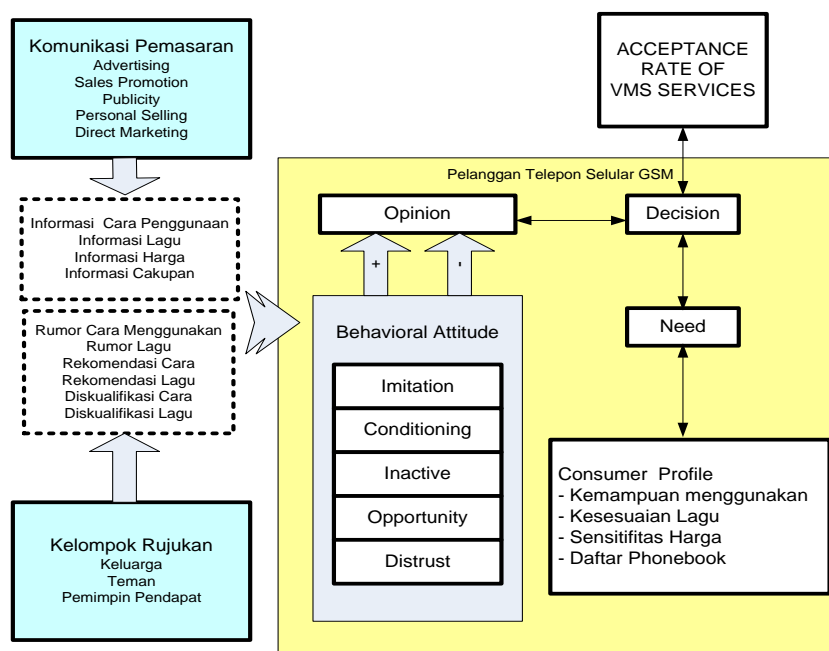 Komunikasi Pemasaran
Advertising
Sales Promotion
Publicity
Personal Selling
Direct Marketing
Informasi Cara Penggunaan
Informasi Lagu
Informasi Harga
Informasi Cakupan
Rumor Cara Menggunakan
Rumor Lagu
Rekomendasi Cara
Rekomendasi Lagu
Diskualifikasi Cara
Diskualifikasi Lagu
Kelompok Rujukan
Keluarga
Teman
Pemimpin Pendapat
ACCEPTANCE
RATE OF
VMS SERVICES
Pelanggan Telepon Selular GSM
Opinion
Decision
+
-
Behavioral Attitude
Imitation
Conditioning
Inactive
Opportunity
Distrust
Need
Consumer Profile
- Kemampuan menggunakan
- Kesesuaian Lagu
- Sensitifitas Harga
- Daftar Phonebook